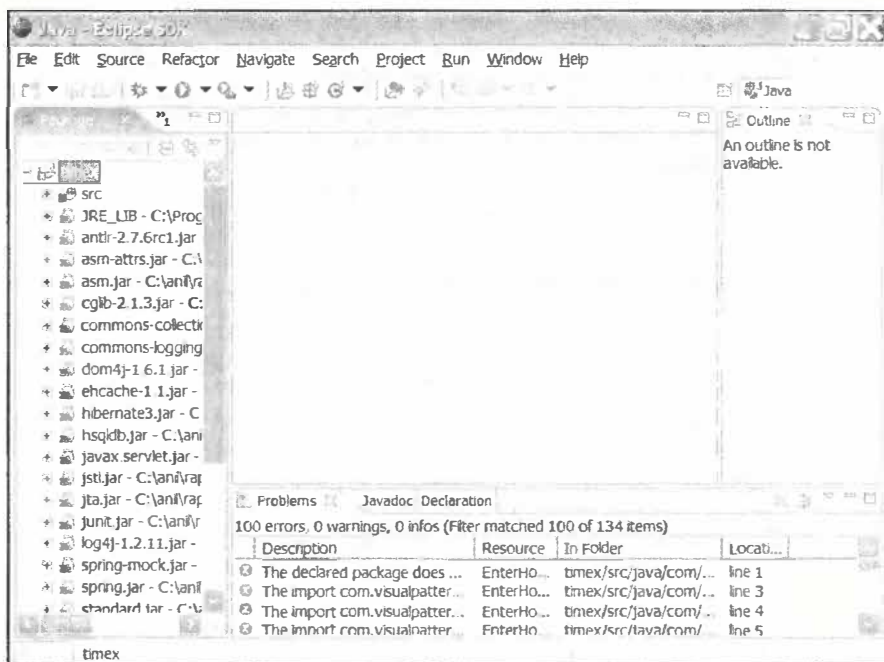 Java - Eclipse SDK
File Edit Source Refactor Navigate Search Project Run Window Help
Java
»1
Outline
An outline is not
available.
src
JRE_LIB - C:\Prog
antlr-2.7.6rc1.jar
asm-attrs.jar - C:\
asm.jar - C:\anil\ra
cglib-2.1.3.jar - C:
commons-collectio
commons-logging
dom4j-1.6.1.jar -
ehcache-1.1.jar -
hibernate3.jar - C
hsqldb.jar - C:\ani
javax.servlet.jar -
jstl.jar - C:\anil\rap
jta.jar - C:\anil\rap
junit.jar - C:\anil\r
log4j-1.2.11.jar -
spring-mock.jar -
spring.jar - C:\anil
standard.jar - C:\a
Problems Javadoc Declaration
100 errors, 0 warnings, 0 infos (Filter matched 100 of 134 items)
Description Resource In Folder Locati...
The declared package does ... EnterHo... timex/src/java/com/... line 1
The import com.visualpatter... EnterHo... timex/src/java/com/... line 3
The import com.visualpatter... EnterHo... timex/src/java/com/... line 4
The import com.visualpatter... EnterHo... timex/src/java/com/... line 5
timex